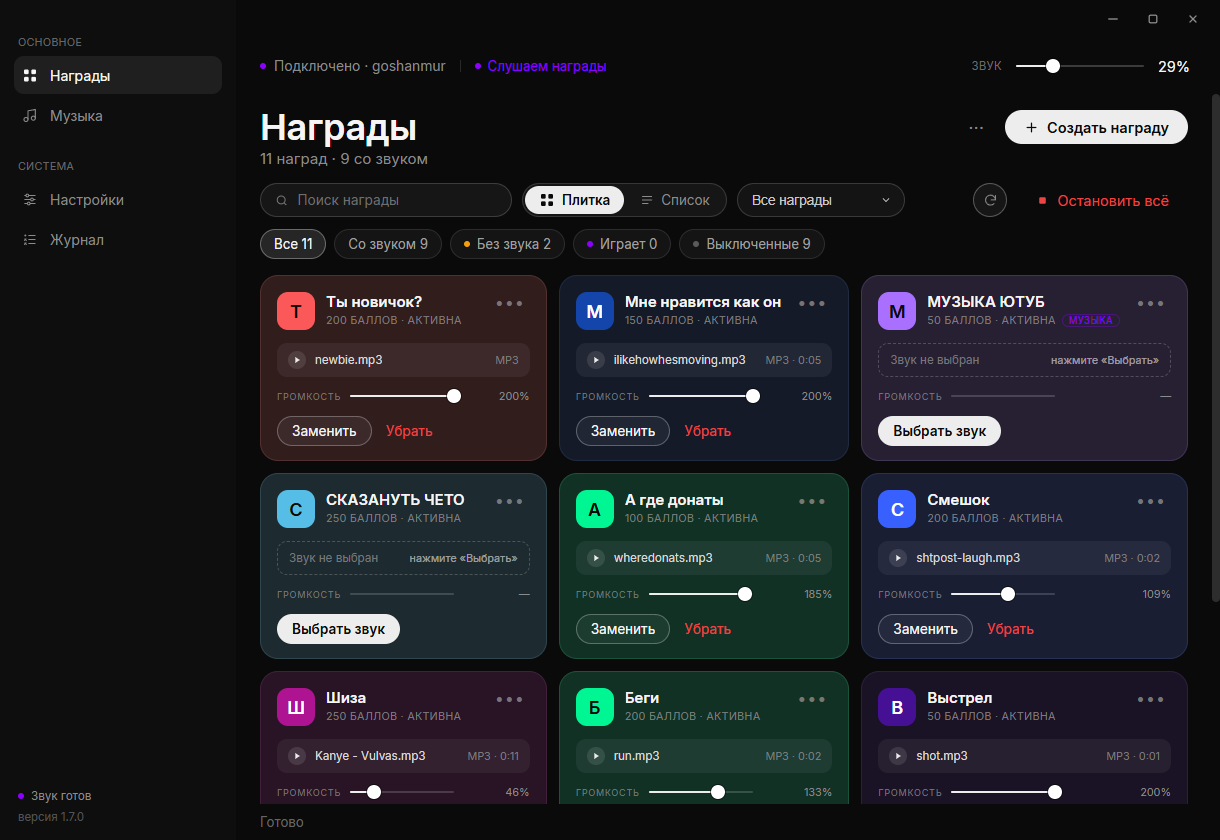 ОСНОВНОЕ
Награды
Музыка
СИСТЕМА
Настройки
Журнал
Звук готов
версия 1.7.0
Подключено · goshanmur
Слушаем награды
ЗВУК
29%
Награды
11 наград · 9 со звуком
+ Создать награду
Поиск награды
Плитка
Список
Все награды
Остановить всё
Все 11
Со звуком 9
Без звука 2
Играет 0
Выключенные 9
Т
Ты новичок?
200 БАЛЛОВ · АКТИВНА
newbie.mp3
MP3
ГРОМКОСТЬ
200%
Заменить
Убрать
М
Мне нравится как он
150 БАЛЛОВ · АКТИВНА
ilikehowhesmoving.mp3
MP3 · 0:05
ГРОМКОСТЬ
200%
Заменить
Убрать
М
МУЗЫКА ЮТУБ
50 БАЛЛОВ · АКТИВНА
МУЗЫКА
Звук не выбран
нажмите «Выбрать»
ГРОМКОСТЬ
—
Выбрать звук
С
СКАЗАНУТЬ ЧЕТО
250 БАЛЛОВ · АКТИВНА
Звук не выбран
нажмите «Выбрать»
ГРОМКОСТЬ
—
Выбрать звук
А
А где донаты
100 БАЛЛОВ · АКТИВНА
wheredonats.mp3
MP3 · 0:05
ГРОМКОСТЬ
185%
Заменить
Убрать
С
Смешок
200 БАЛЛОВ · АКТИВНА
shtpost-laugh.mp3
MP3 · 0:02
ГРОМКОСТЬ
109%
Заменить
Убрать
Ш
Шиза
250 БАЛЛОВ · АКТИВНА
Kanye - Vulvas.mp3
MP3 · 0:11
ГРОМКОСТЬ
46%
Б
Беги
200 БАЛЛОВ · АКТИВНА
run.mp3
MP3 · 0:02
ГРОМКОСТЬ
133%
В
Выстрел
50 БАЛЛОВ · АКТИВНА
shot.mp3
MP3 · 0:01
ГРОМКОСТЬ
200%
Готово